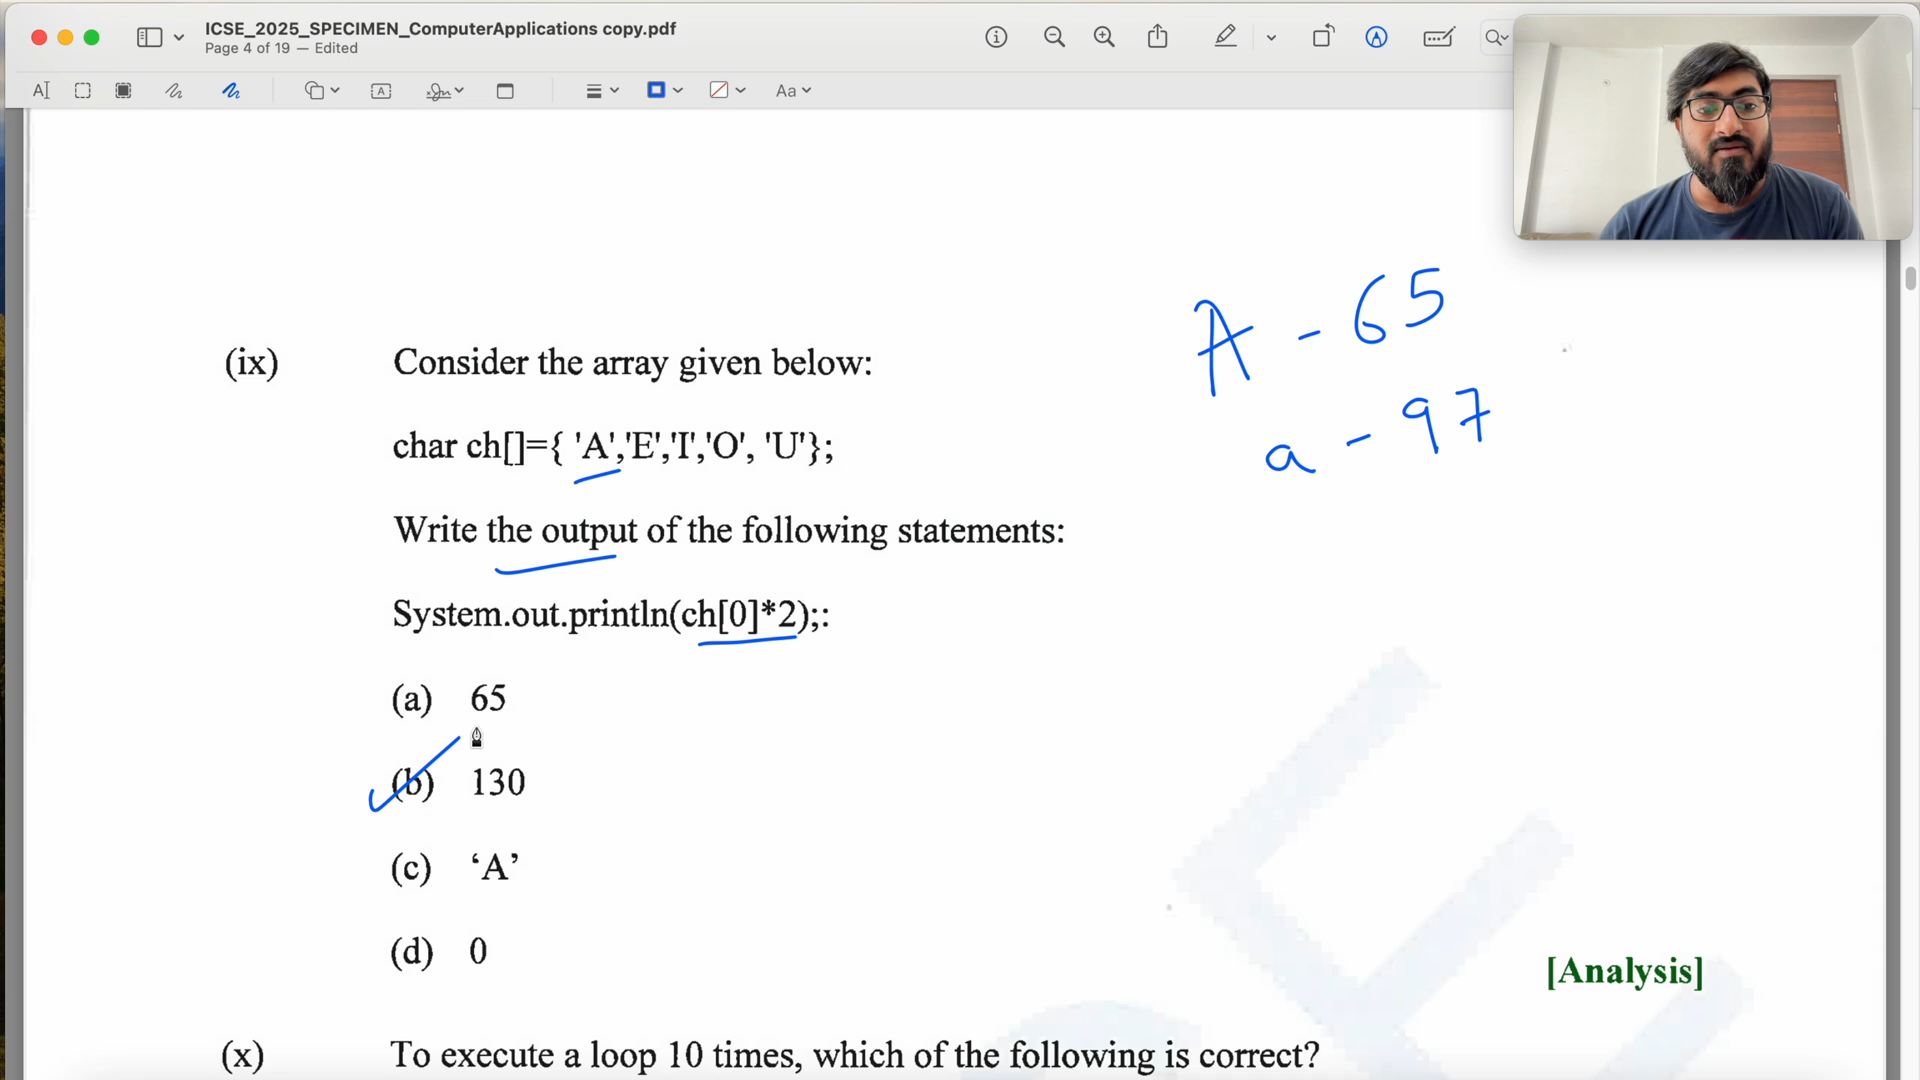 ICSE_2025_SPECIMEN_ComputerApplications copy.pdf
Page 4 of 19 — Edited
Aa
A - 65
a - 97
(ix) Consider the array given below:
char ch[]={ 'A','E','I','O', 'U'};
Write the output of the following statements:
System.out.println(ch[0]*2);:
(a) 65
(b) 130
(c) ‘A’
(d) 0
[Analysis]
(x) To execute a loop 10 times, which of the following is correct?